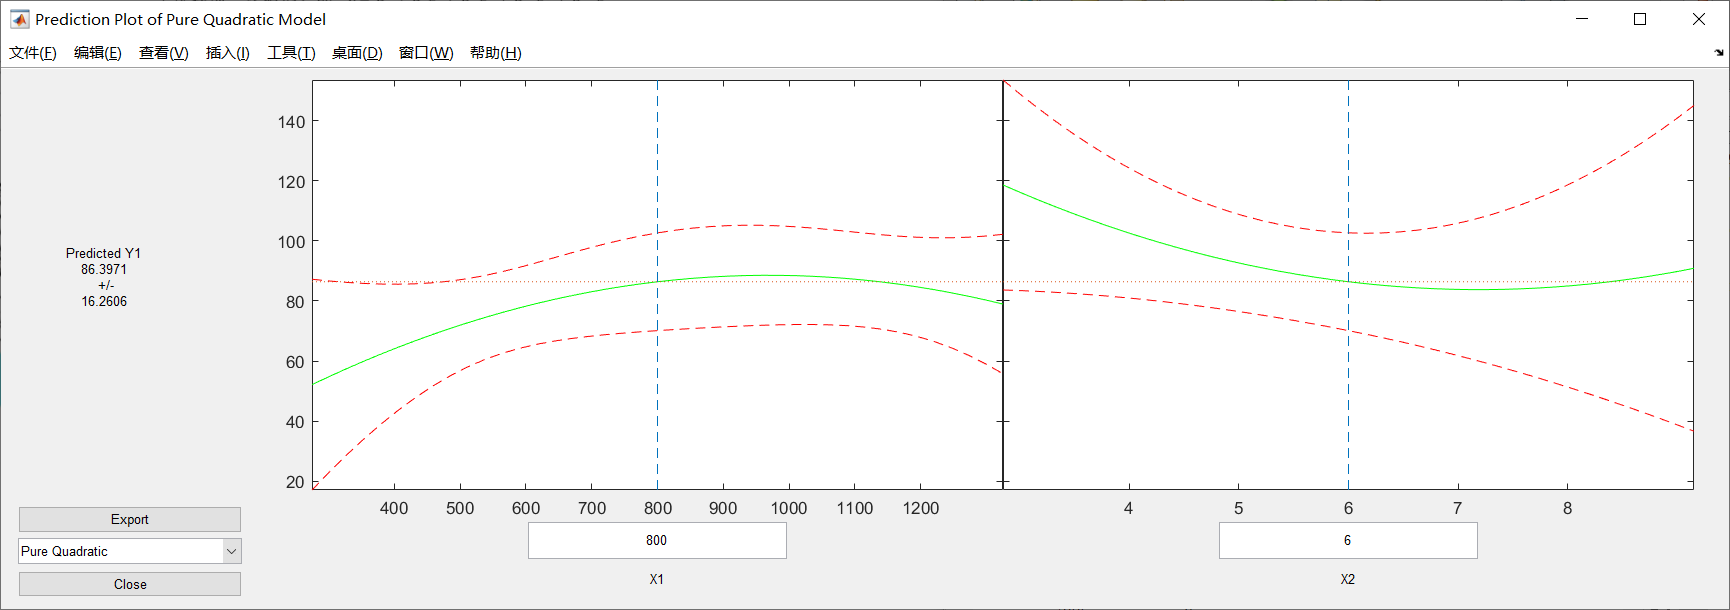 Prediction Plot of Pure Quadratic Model
文件(F) 编辑(E) 查看(V) 插入(I) 工具(T) 桌面(D) 窗口(W) 帮助(H)
Predicted Y1
86.3971
+/-
16.2606
140
120
100
80
60
40
20
400 500 600 700 800 900 1000 1100 1200
4 5 6 7 8
800
6
X1
X2
Export
Pure Quadratic
Close